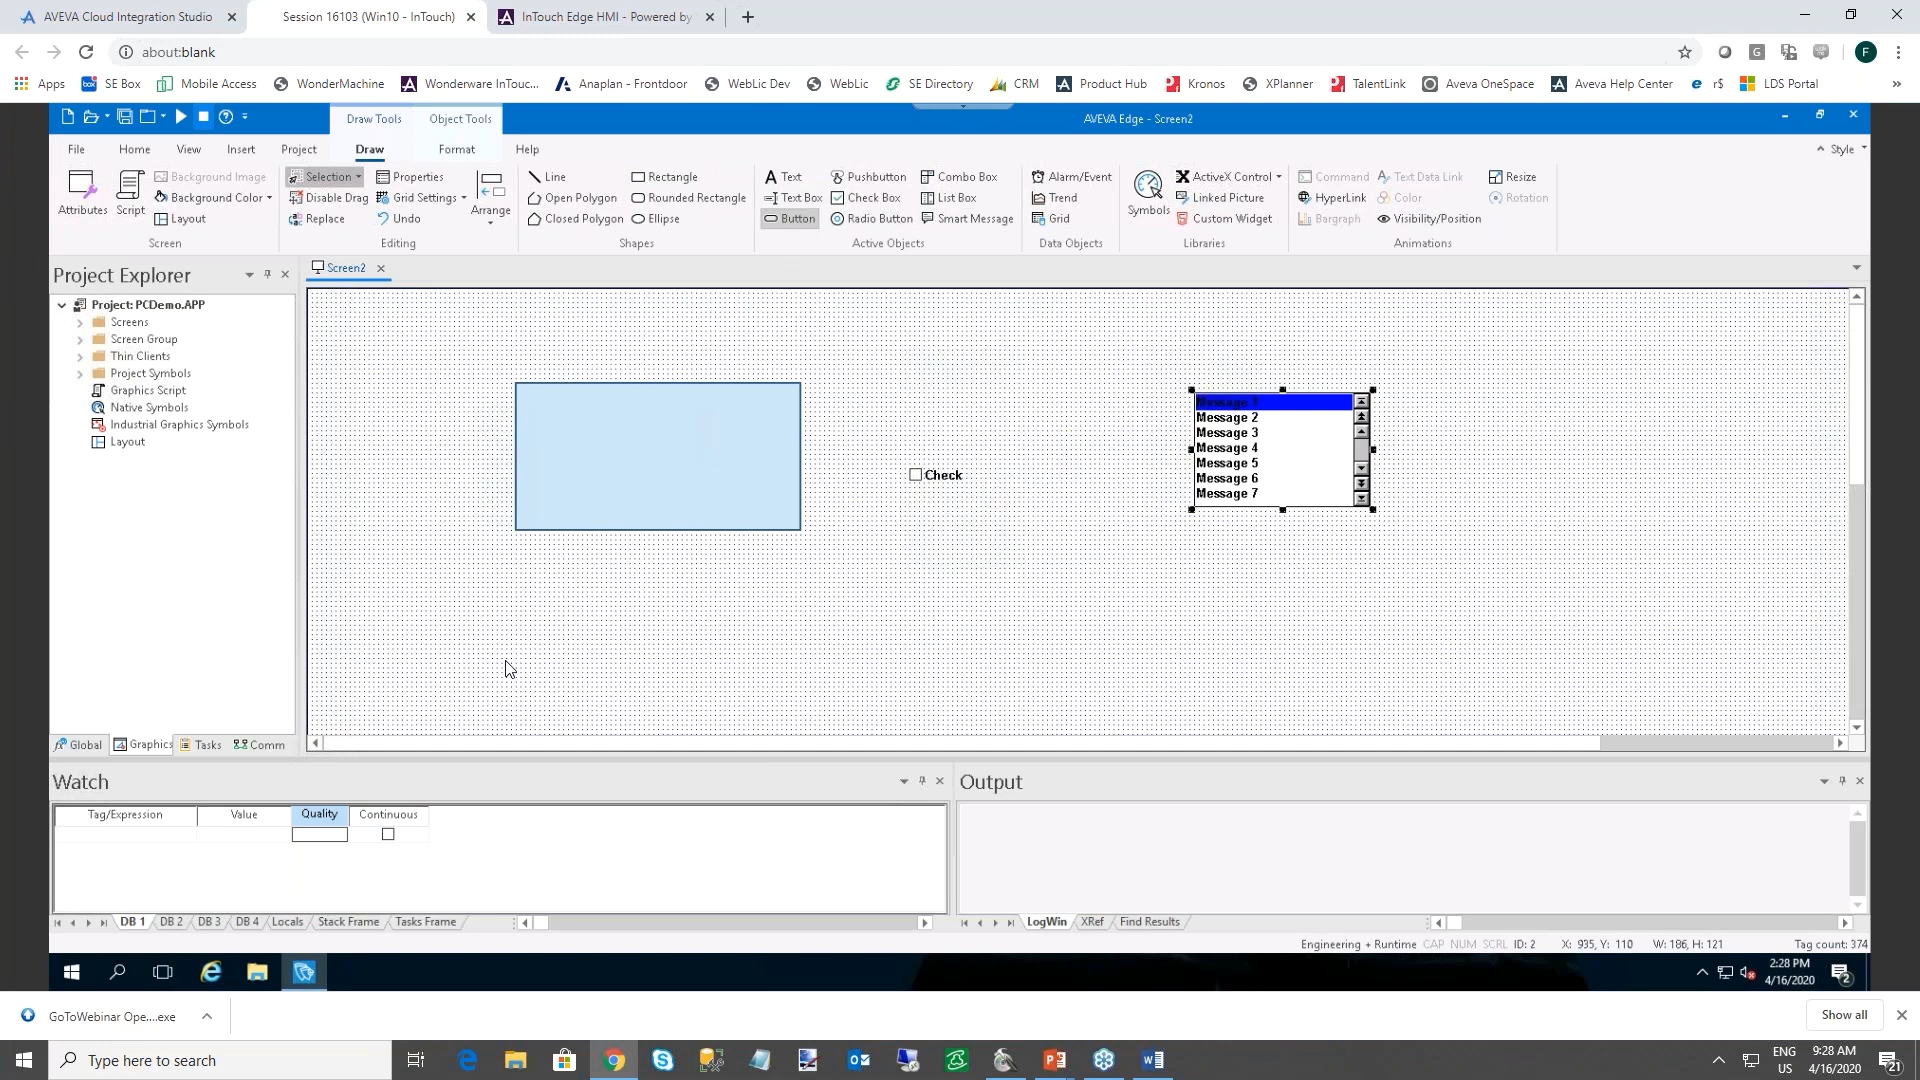 AVEVA Cloud Integration Studio
Session 16103 (Win10 - InTouch)
InTouch Edge HMI - Powered by
about:blank
Apps
SE Box
Mobile Access
WonderMachine
Wonderware InTouc...
Anaplan - Frontdoor
WebLic Dev
WebLic
SE Directory
CRM
Product Hub
Kronos
XPlanner
TalentLink
Aveva OneSpace
Aveva Help Center
r$
LDS Portal
»
Draw Tools
Object Tools
AVEVA Edge - Screen2
File
Home
View
Insert
Project
Draw
Format
Help
Style
Attributes
Script
Background Image
Background Color
Layout
Screen
Selection
Disable Drag
Replace
Properties
Grid Settings
Undo
Arrange
Editing
Line
Open Polygon
Closed Polygon
Rectangle
Rounded Rectangle
Ellipse
Shapes
Text
Text Box
Button
Pushbutton
Check Box
Radio Button
Combo Box
List Box
Smart Message
Active Objects
Alarm/Event
Trend
Grid
Data Objects
Symbols
ActiveX Control
Linked Picture
Custom Widget
Libraries
Command
HyperLink
Bargraph
Text Data Link
Color
Visibility/Position
Resize
Rotation
Animations
Project Explorer
Screen2
Project: PCDemo.APP
Screens
Screen Group
Thin Clients
Project Symbols
Graphics Script
Native Symbols
Industrial Graphics Symbols
Layout
Check
Message 1
Message 2
Message 3
Message 4
Message 5
Message 6
Message 7
Global
Graphics
Tasks
Comm
Watch
Tag/Expression
Value
Quality
Continuous
DB 1
DB 2
DB 3
DB 4
Locals
Stack Frame
Tasks Frame
Output
LogWin
XRef
Find Results
Engineering + Runtime
CAP NUM SCRL
ID: 2
X: 935, Y: 110
W: 186, H: 121
Tag count: 374
2:28 PM
4/16/2020
2
GoToWebinar Ope....exe
Show all
Type here to search
ENG
US
9:28 AM
4/16/2020
21